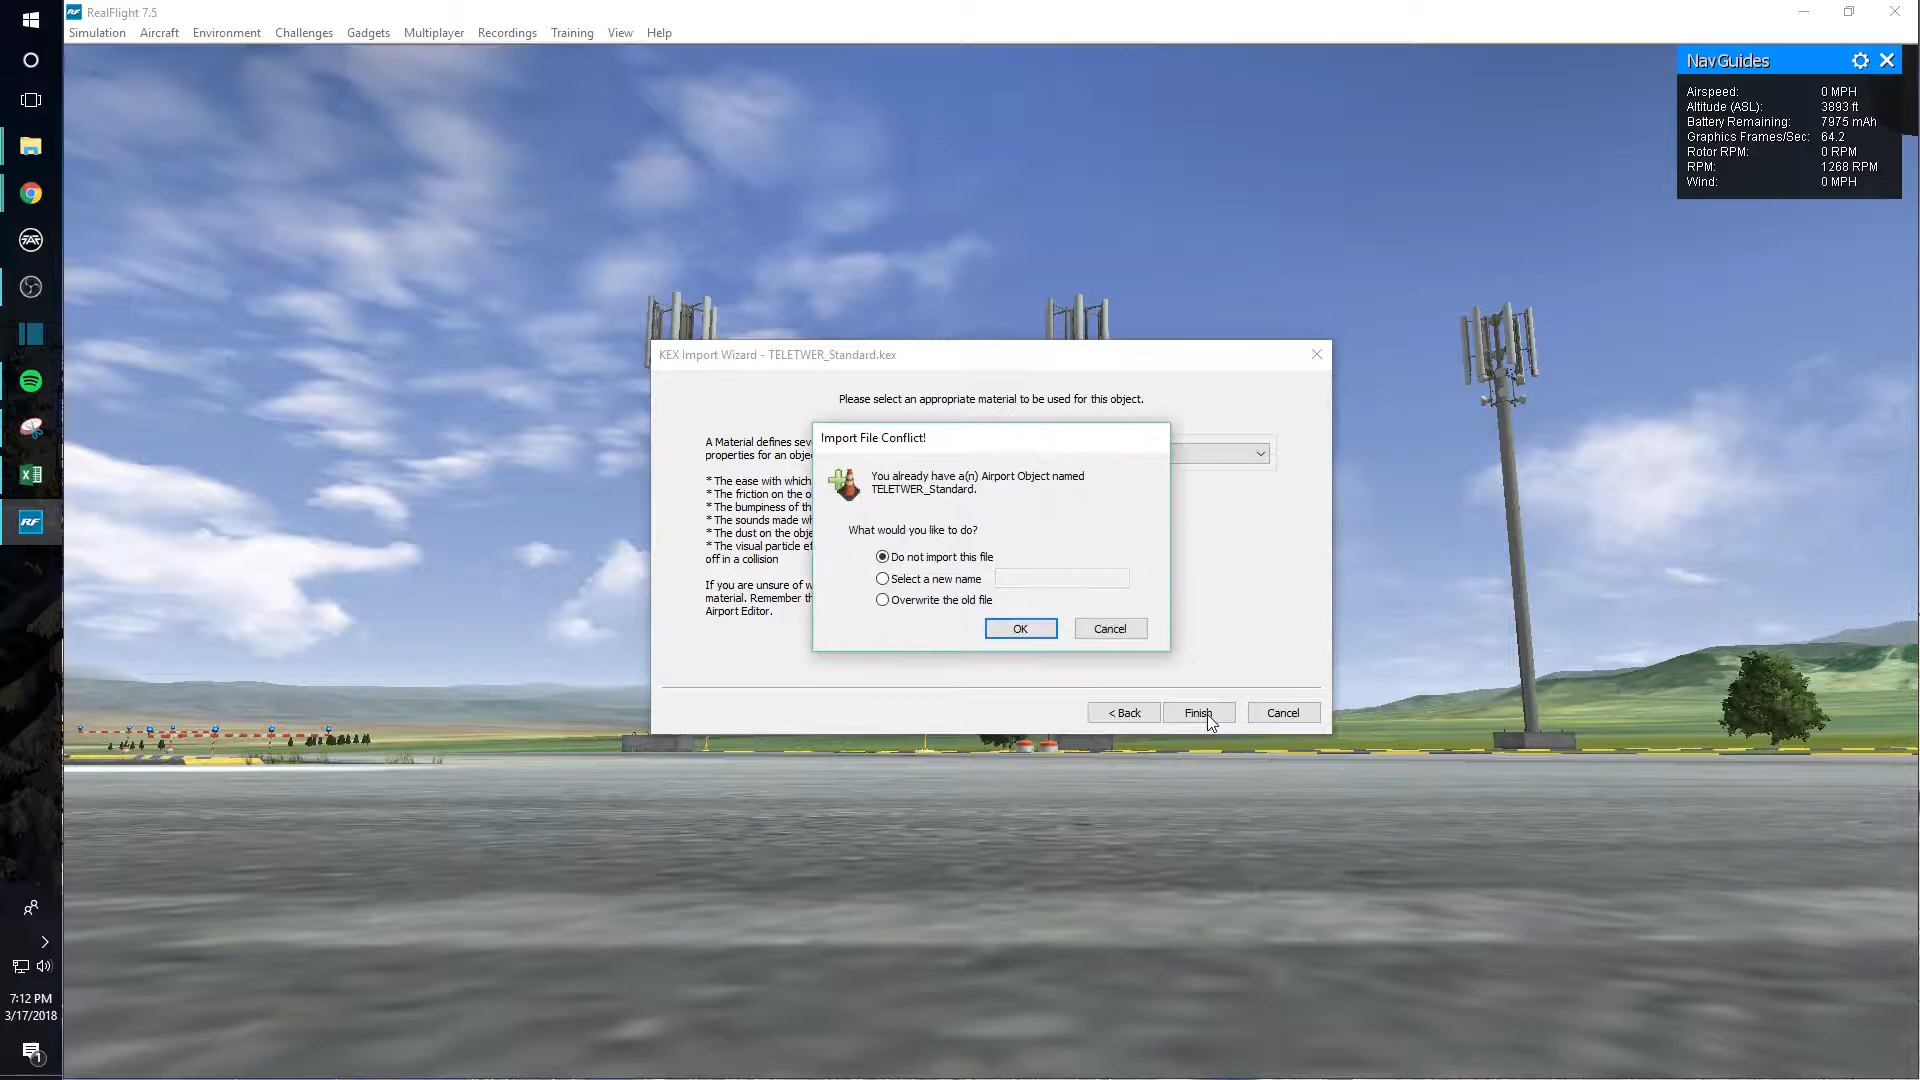 RF RealFlight 7.5
Simulation Aircraft Environment Challenges Gadgets Multiplayer Recordings Training View Help
NavGuides
Airspeed: 0 MPH
Altitude (ASL): 3893 ft
Battery Remaining: 7975 mAh
Graphics Frames/Sec: 64.2
Rotor RPM: 0 RPM
RPM: 1268 RPM
Wind: 0 MPH
KEX Import Wizard - TELETWER_Standard.kex
Please select an appropriate material to be used for this object.
A Material defines sev
properties for an obje
* The ease with which
* The friction on the o
* The bumpiness of th
* The sounds made wh
* The dust on the obje
* The visual particle ef
off in a collision
If you are unsure of w
material. Remember th
Airport Editor.
Import File Conflict!
You already have a(n) Airport Object named
TELETWER_Standard.
What would you like to do?
Do not import this file
Select a new name
Overwrite the old file
OK Cancel
< Back Finish Cancel
RF
7:12 PM
3/17/2018
1